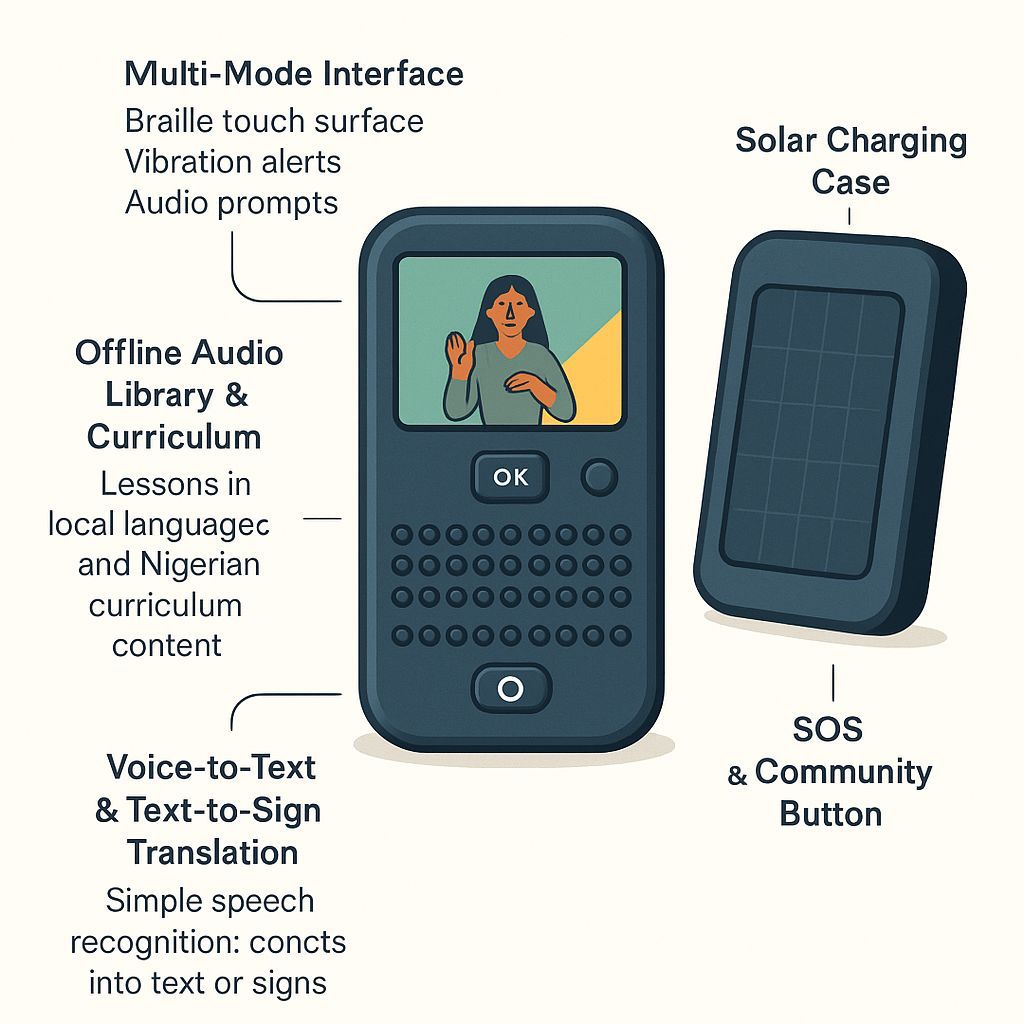 Multi-Mode Interface
Braille touch surface
Vibration alerts
Audio prompts
Solar Charging
Case
Offline Audio
Library &
Curriculum
Lessons in
local languagec
and Nigerian
curriculum
content
OK
Voice-to-Text
& Text-to-Sign
Translation
Simple speech
recognition: concts
into text or signs
SOS
& Community
Button